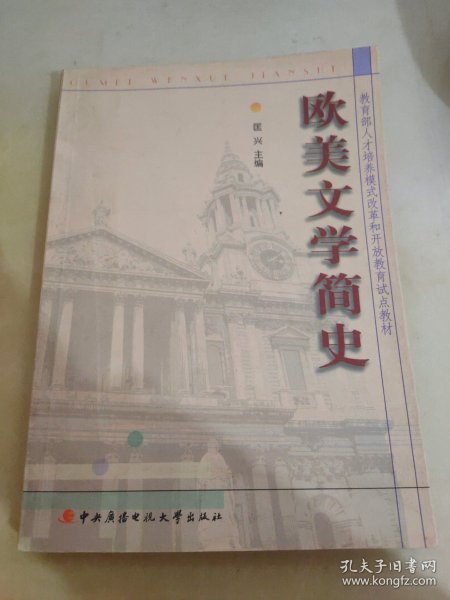 OUMEI WENXUE JIANSHI
教育部人才培养模式改革和开放教育试点教材
欧美文学简史
匡兴 主编
中央广播电视大学出版社
孔夫子旧书网
www.kongfz.com